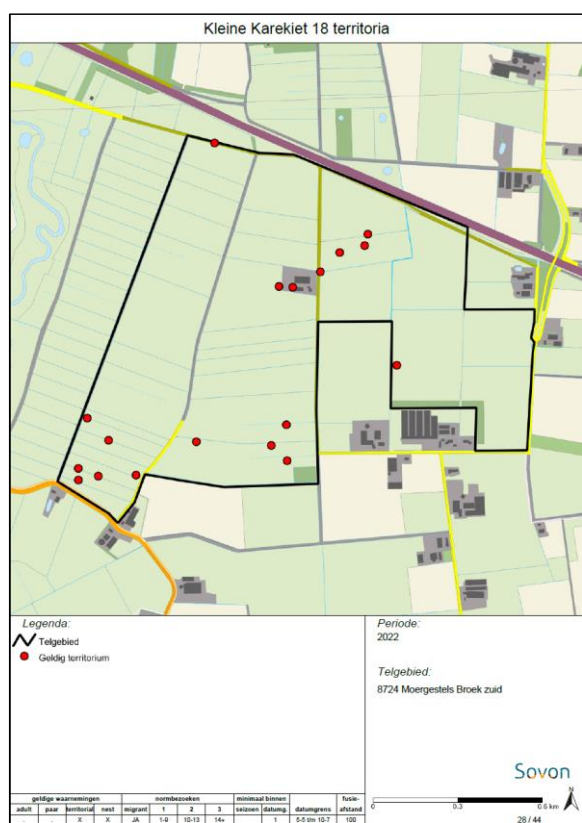 Kleine Karekiet 18 territoria
Legenda:
Telgebied
Geldig territorium
Periode:
2022
Telgebied:
8724 Moergestels Broek zuid
Sovon
geldige waarnemingen normbezoeken minimaal binnen fusie-
adult paar territorial nest migrant 1 2 3 seizoen datumg. datumgrens afstand
. . X X JA 1-9 10-13 14+ 1 5-5 t/m 10-7 100
0 0.3 0.6 km
28 / 44